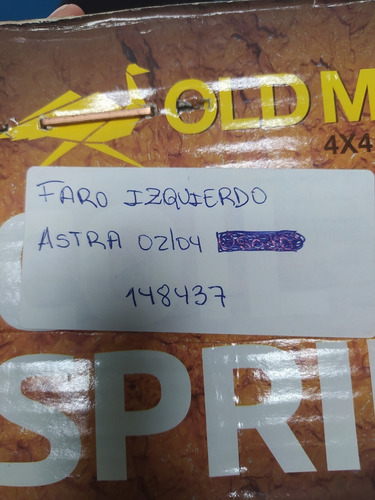 OLD M
4X4
FARO IZQUIERDO
ASTRA 02/04
148437
SPRI